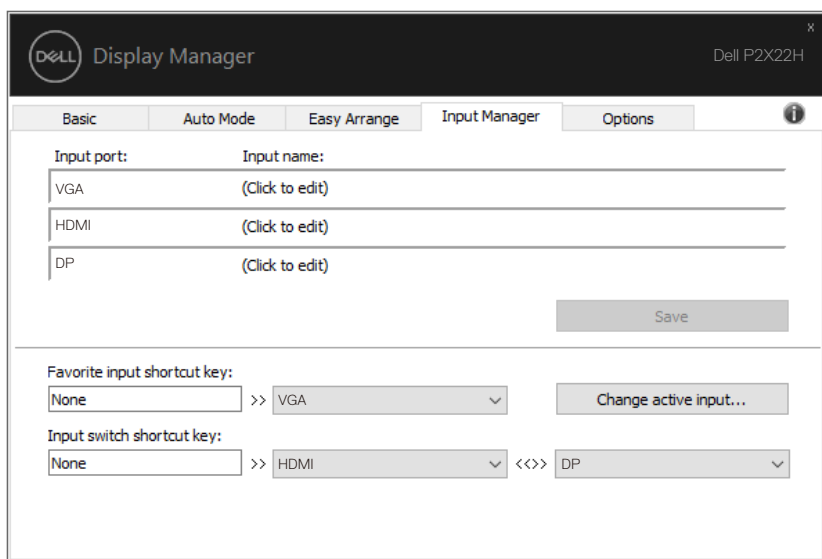 x
DELL Display Manager Dell P2X22H
Basic Auto Mode Easy Arrange Input Manager Options i
Input port: Input name:
VGA (Click to edit)
HDMI (Click to edit)
DP (Click to edit)
Save
Favorite input shortcut key:
None >> VGA Change active input...
Input switch shortcut key:
None >> HDMI <<>> DP